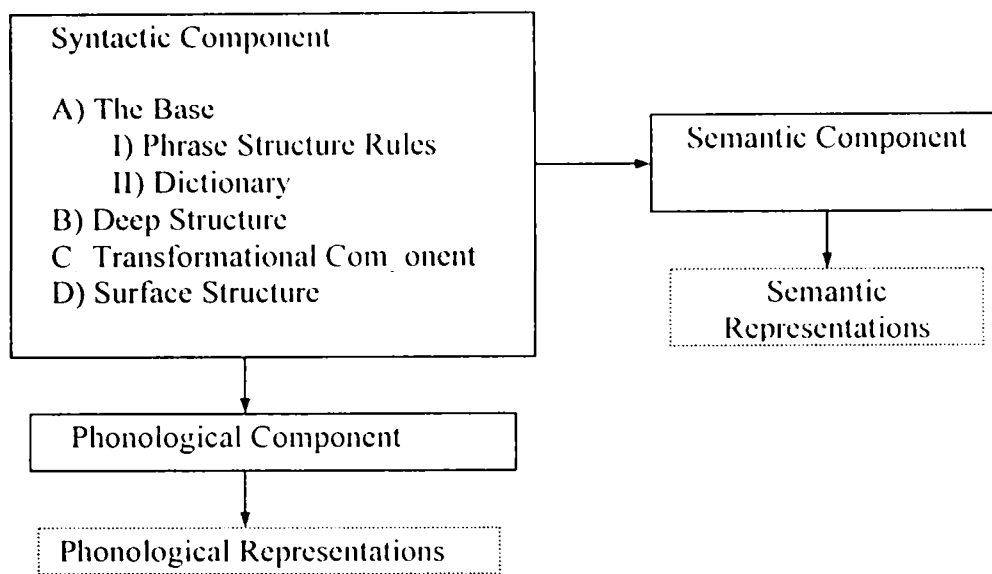 Syntactic Component
A) The Base
I) Phrase Structure Rules
II) Dictionary
B) Deep Structure
C Transformational Com onent
D) Surface Structure
Semantic Component
Semantic
Representations
Phonological Component
Phonological Representations